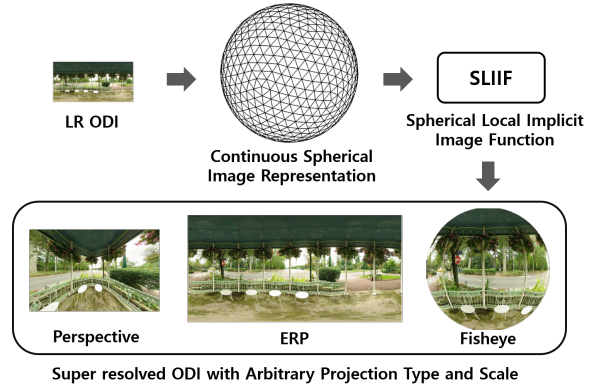 LR ODI
Continuous Spherical
Image Representation
SLIIF
Spherical Local Implicit
Image Function
Perspective
ERP
Fisheye
Super resolved ODI with Arbitrary Projection Type and Scale